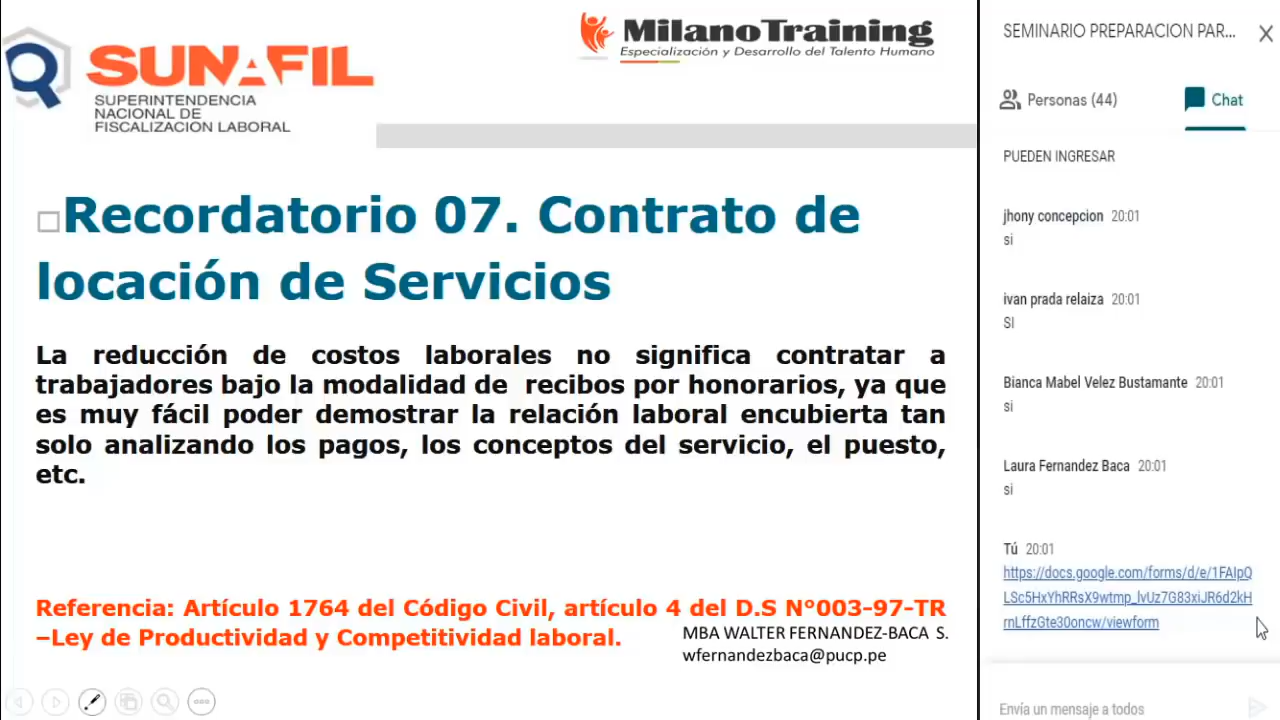 SUNAFIL
SUPERINTENDENCIA
NACIONAL DE
FISCALIZACION LABORAL
MilanoTraining
Especialización y Desarrollo del Talento Humano
Recordatorio 07. Contrato de
locación de Servicios
La reducción de costos laborales no significa contratar a
trabajadores bajo la modalidad de recibos por honorarios, ya que
es muy fácil poder demostrar la relación laboral encubierta tan
solo analizando los pagos, los conceptos del servicio, el puesto,
etc.
Referencia: Artículo 1764 del Código Civil, artículo 4 del D.S N°003-97-TR
–Ley de Productividad y Competitividad laboral.
MBA WALTER FERNANDEZ-BACA S.
wfernandezbaca@pucp.pe
SEMINARIO PREPARACION PAR...
Personas (44)
Chat
PUEDEN INGRESAR
jhony concepcion 20:01
si
ivan prada relaiza 20:01
SI
Bianca Mabel Velez Bustamante 20:01
si
Laura Fernandez Baca 20:01
si
Tú 20:01
https://docs.google.com/forms/d/e/1FAIpQ
LSc5HxYhRRsX9wtmp_lvUz7G83xiJR6d2kH
rnLffzGte30oncw/viewform
Envía un mensaje a todos